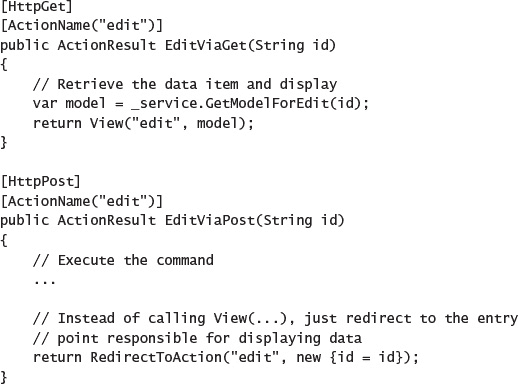 [HttpGet]
[ActionName("edit")]
public ActionResult EditViaGet(String id)
{
    // Retrieve the data item and display
    var model = _service.GetModelForEdit(id);
    return View("edit", model);
}

[HttpPost]
[ActionName("edit")]
public ActionResult EditViaPost(String id)
{
    // Execute the command
    ...

    // Instead of calling View(...), just redirect to the entry
    // point responsible for displaying data
    return RedirectToAction("edit", new {id = id});
}